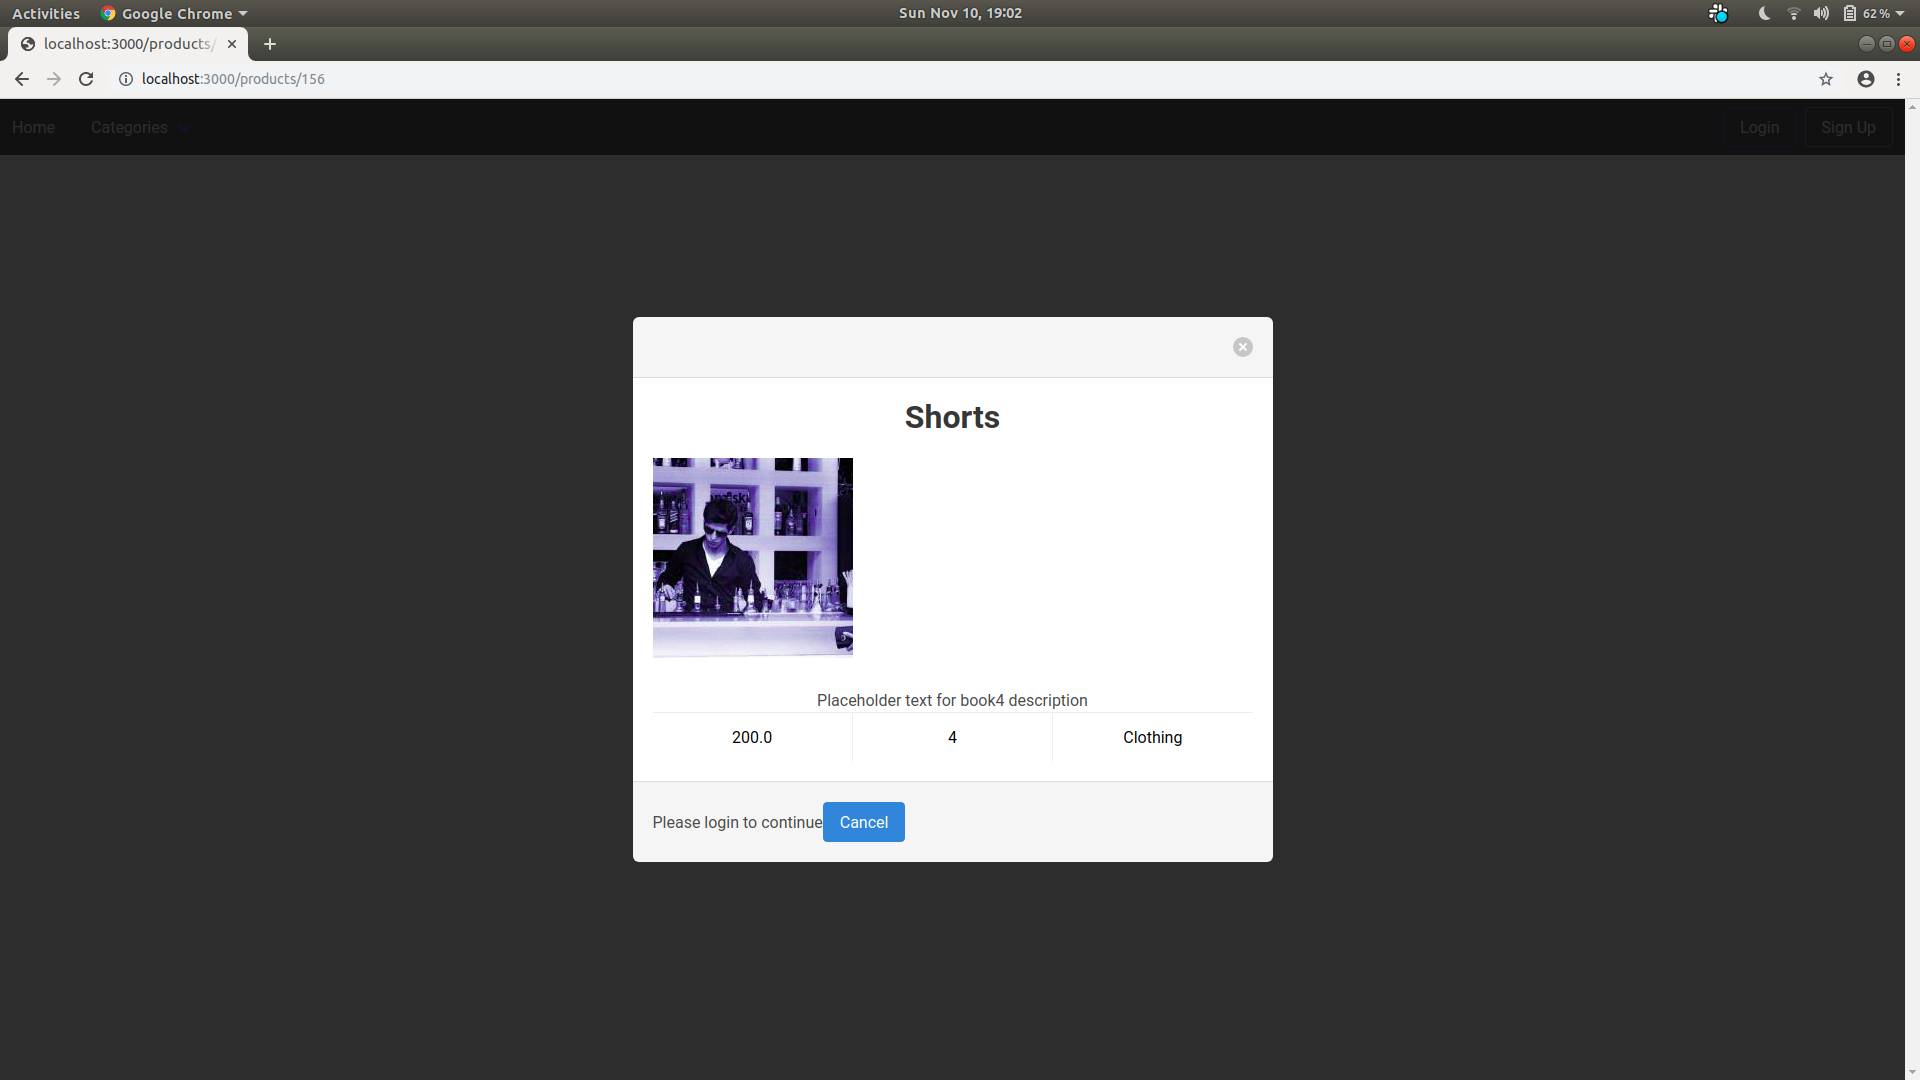 Activities Google Chrome Sun Nov 10, 19:02 62 %
localhost:3000/products/
localhost:3000/products/156
Home Categories Login Sign Up
Shorts
Placeholder text for book4 description
200.0 4 Clothing
Please login to continue Cancel